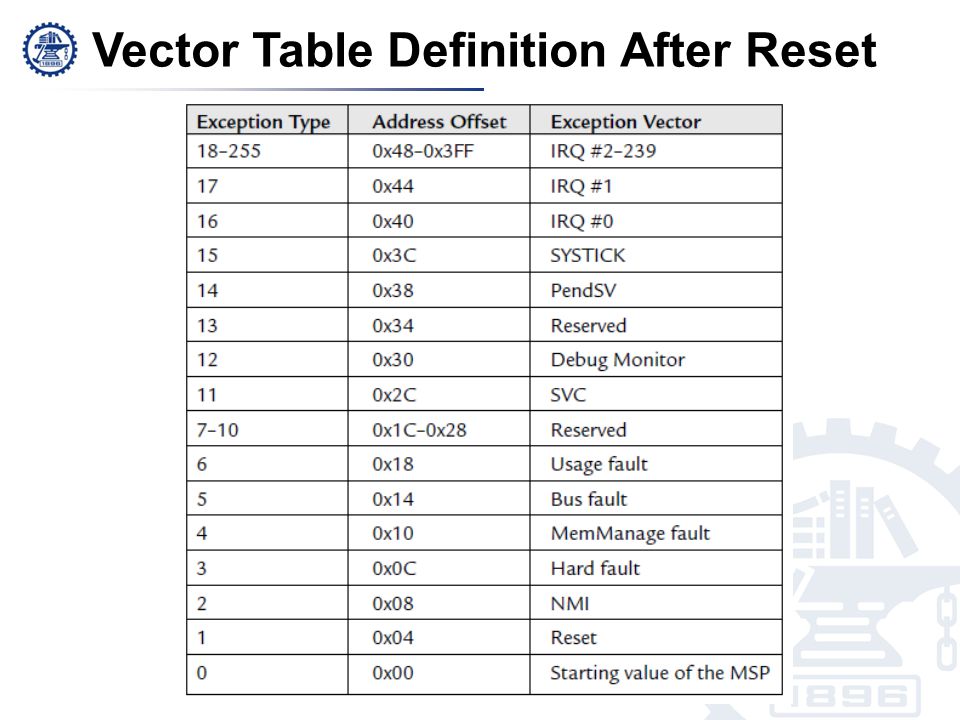 Vector Table Definition After Reset
1896
Exception Type Address Offset Exception Vector
18–255 0x48–0x3FF IRQ #2–239
17 0x44 IRQ #1
16 0x40 IRQ #0
15 0x3C SYSTICK
14 0x38 PendSV
13 0x34 Reserved
12 0x30 Debug Monitor
11 0x2C SVC
7–10 0x1C–0x28 Reserved
6 0x18 Usage fault
5 0x14 Bus fault
4 0x10 MemManage fault
3 0x0C Hard fault
2 0x08 NMI
1 0x04 Reset
0 0x00 Starting value of the MSP
1896